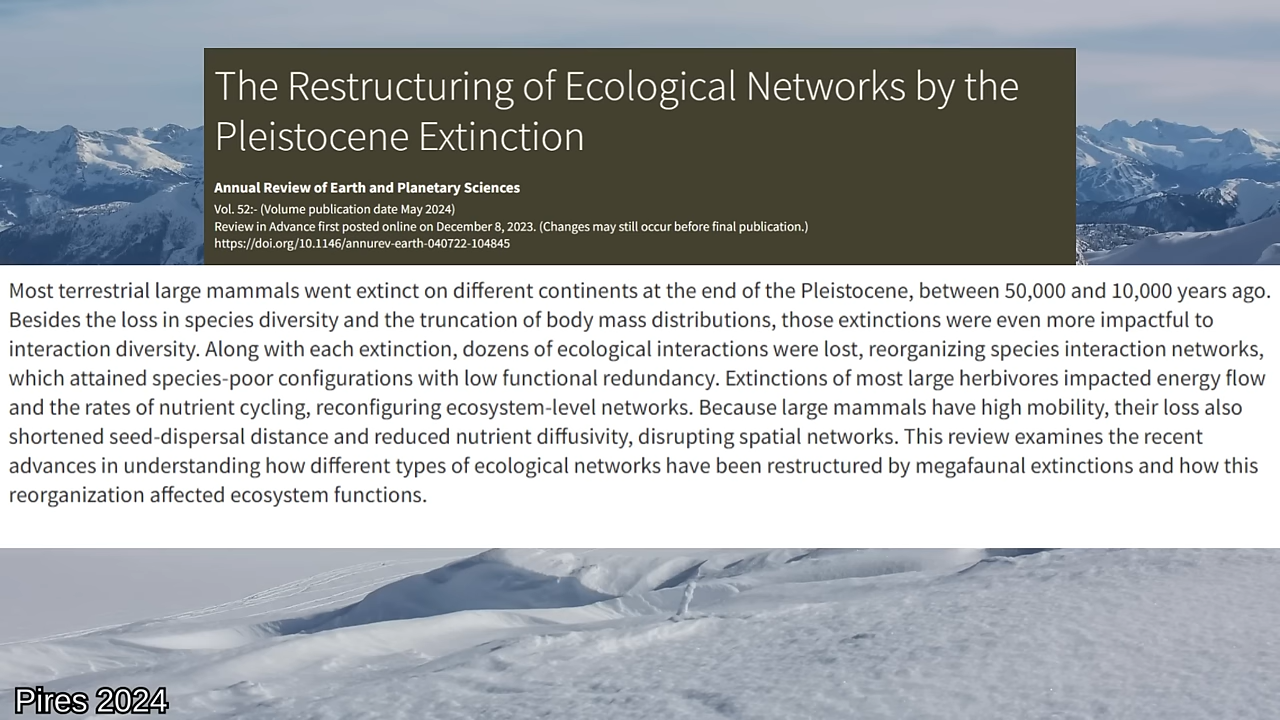 The Restructuring of Ecological Networks by the
Pleistocene Extinction
Annual Review of Earth and Planetary Sciences
Vol. 52:- (Volume publication date May 2024)
Review in Advance first posted online on December 8, 2023. (Changes may still occur before final publication.)
https://doi.org/10.1146/annurev-earth-040722-104845
Most terrestrial large mammals went extinct on different continents at the end of the Pleistocene, between 50,000 and 10,000 years ago.
Besides the loss in species diversity and the truncation of body mass distributions, those extinctions were even more impactful to
interaction diversity. Along with each extinction, dozens of ecological interactions were lost, reorganizing species interaction networks,
which attained species-poor configurations with low functional redundancy. Extinctions of most large herbivores impacted energy flow
and the rates of nutrient cycling, reconfiguring ecosystem-level networks. Because large mammals have high mobility, their loss also
shortened seed-dispersal distance and reduced nutrient diffusivity, disrupting spatial networks. This review examines the recent
advances in understanding how different types of ecological networks have been restructured by megafaunal extinctions and how this
reorganization affected ecosystem functions.
Pires 2024